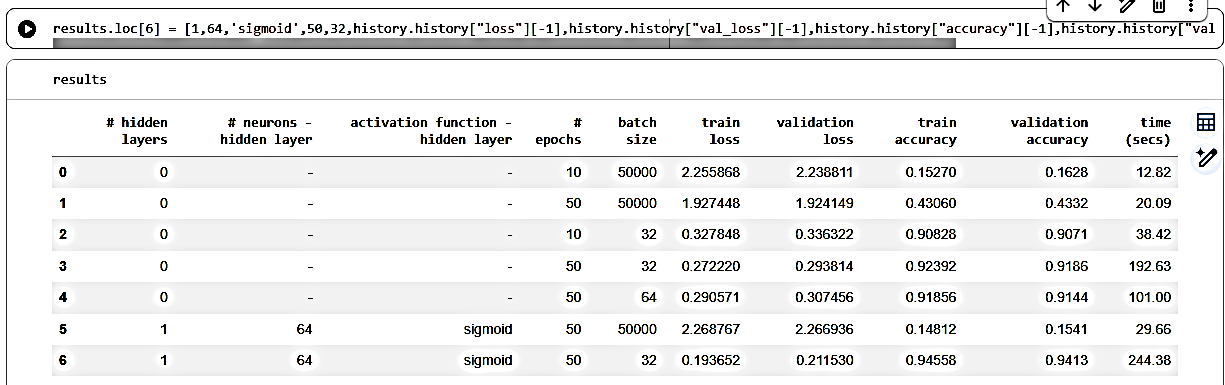 results.loc[6] = [1,64,'sigmoid',50,32,history.history["loss"][-1],history.history["val_loss"][-1],history.history["accuracy"][-1],history.history["val
results
# hidden layers # neurons - hidden layer activation function - hidden layer # epochs batch size train loss validation loss train accuracy validation accuracy time (secs)
0 0 - - 10 50000 2.255868 2.238811 0.15270 0.1628 12.82
1 0 - - 50 50000 1.927448 1.924149 0.43060 0.4332 20.09
2 0 - - 10 32 0.327848 0.336322 0.90828 0.9071 38.42
3 0 - - 50 32 0.272220 0.293814 0.92392 0.9186 192.63
4 0 - - 50 64 0.290571 0.307456 0.91856 0.9144 101.00
5 1 64 sigmoid 50 50000 2.268767 2.266936 0.14812 0.1541 29.66
6 1 64 sigmoid 50 32 0.193652 0.211530 0.94558 0.9413 244.38